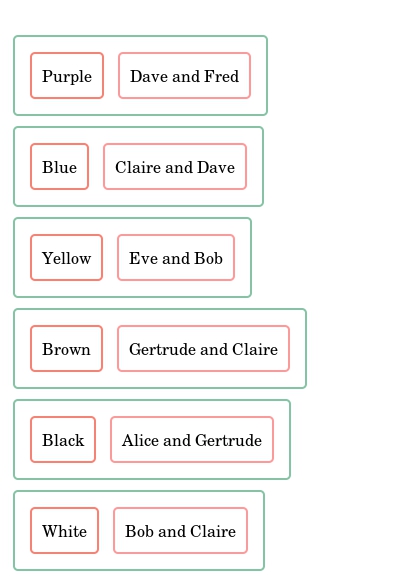 Purple Dave and Fred
Blue Claire and Dave
Yellow Eve and Bob
Brown Gertrude and Claire
Black Alice and Gertrude
White Bob and Claire